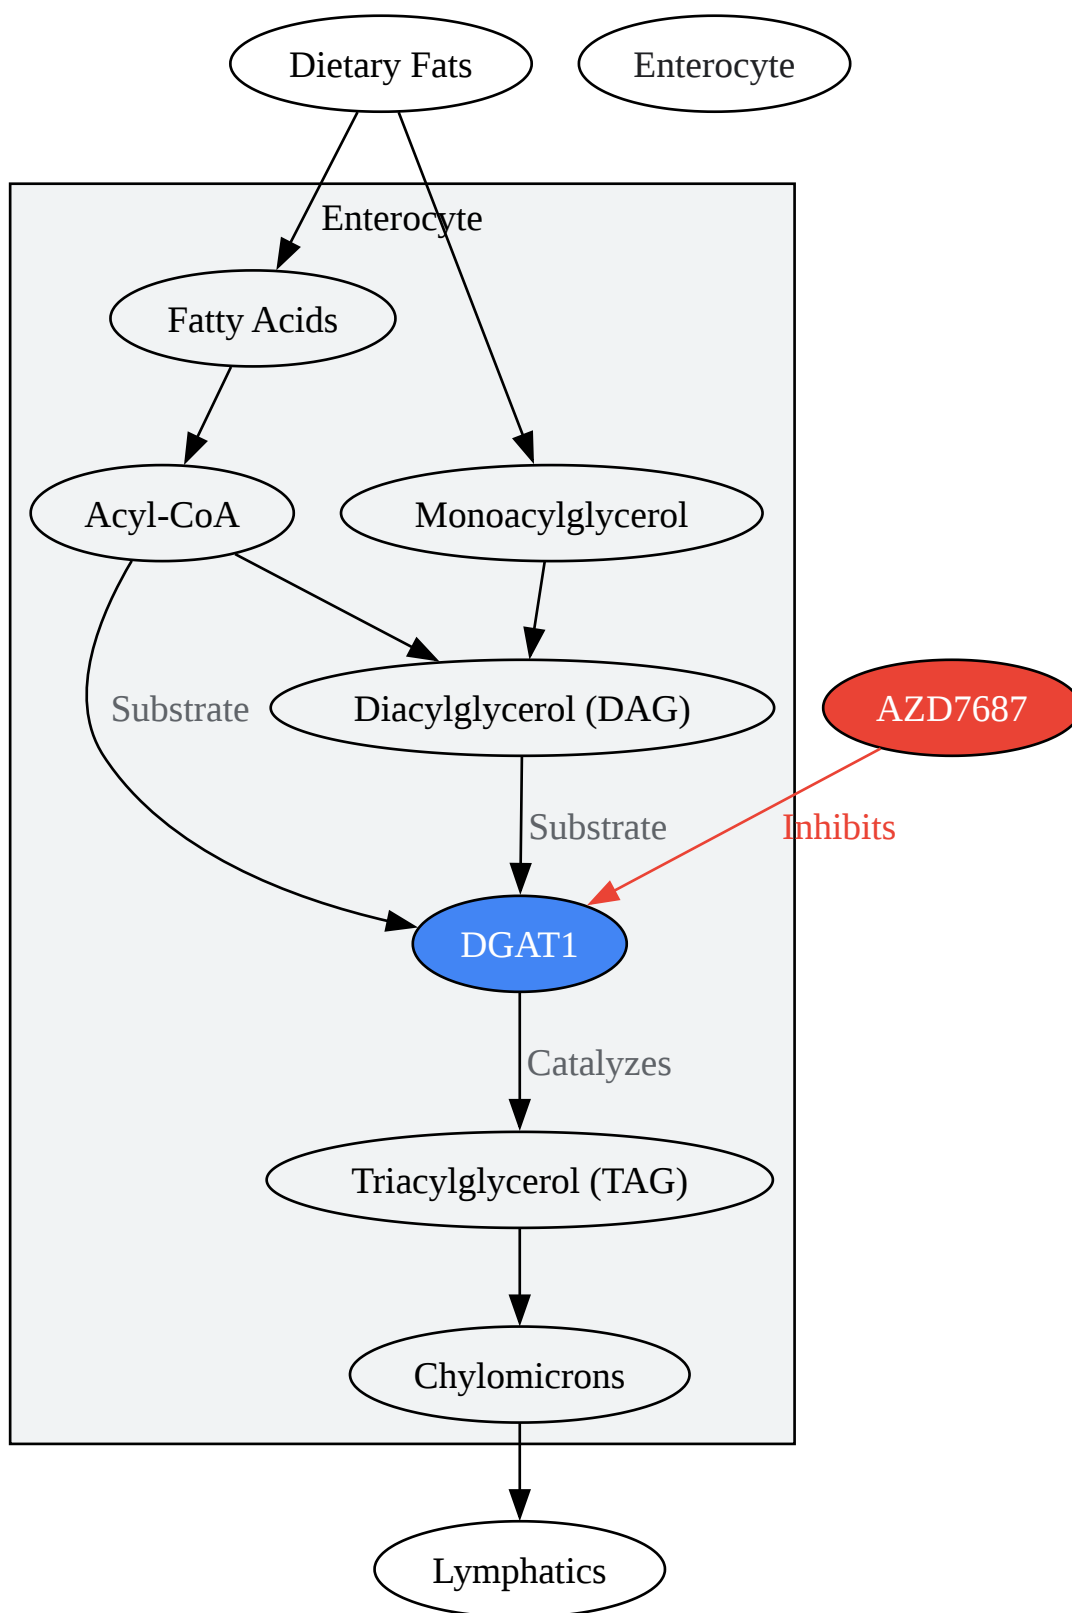 Dietary Fats
Enterocyte
Enterocyte
Fatty Acids
Acyl-CoA
Monoacylglycerol
Substrate
Diacylglycerol (DAG)
AZD7687
Substrate
Inhibits
DGAT1
Catalyzes
Triacylglycerol (TAG)
Chylomicrons
Lymphatics